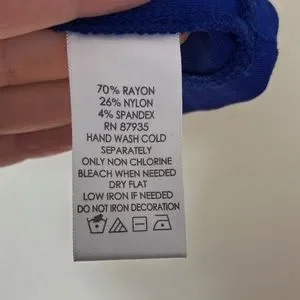 70% RAYON
26% NYLON
4% SPANDEX
RN 87935
HAND WASH COLD
SEPARATELY
ONLY NON CHLORINE
BLEACH WHEN NEEDED
DRY FLAT
LOW IRON IF NEEDED
DO NOT IRON DECORATION